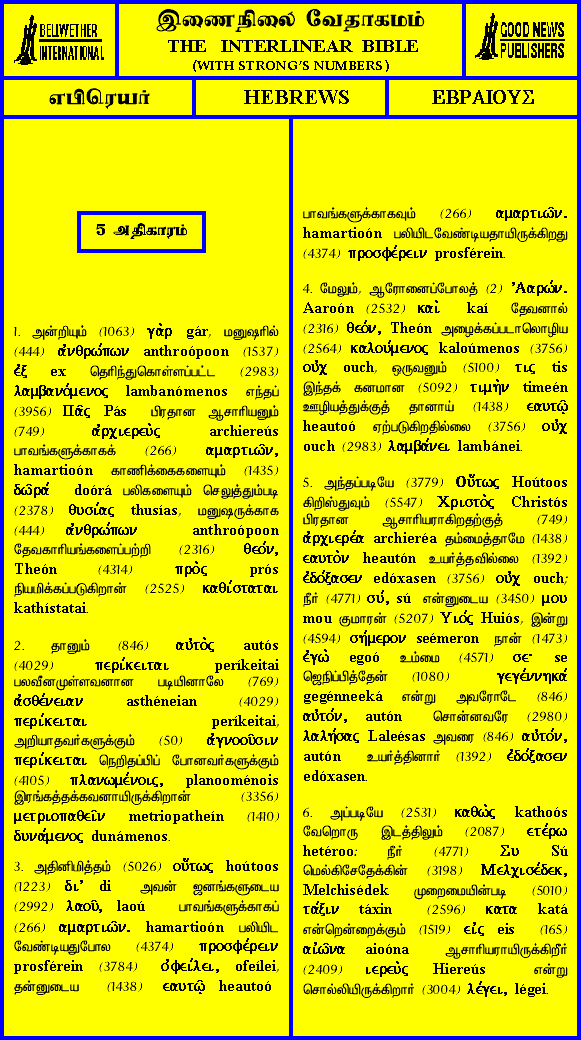 BELLWETHER
INTERNATIONAL
இணைநிலை வேதாகமம்
THE INTERLINEAR BIBLE
(WITH STRONG'S NUMBERS)
GOOD NEWS
PUBLISHERS
எபிரெயர்
HEBREWS
ΕΒΡΑΙΟΥΣ
5 அதிகாரம்
1. அன்றியும் (1063) γὰρ gár, மனுஷரில்
(444) ἀνθρώπων anthroópoon (1537)
ἐξ ex தெரிந்துகொள்ளப்பட்ட (2983)
λαμβανόμενος lambanómenos எந்தப்
(3956) Πᾶς Pás பிரதான ஆசாரியனும்
(749) ἀρχιερεὺς archiereús
பாவங்களுக்காகக் (266) αμαρτιῶν,
hamartioón காணிக்கைகளையும் (1435)
δῶρά doórá பலிகளையும் செலுத்தும்படி
(2378) θυσίας thusías, மனுஷருக்காக
(444) ἀνθρώπων anthroópoon
தேவகாரியங்களைப்பற்றி (2316) θεόν,
Theón (4314) πρὸς prós
நியமிக்கப்படுகிறான் (2525) καθίσταται
kathístatai.
2. தானும் (846) αὐτὸς autós
(4029) περίκειται períkeitai
பலவீனமுள்ளவனான படியினாலே (769)
ἀσθένειαν asthéneian (4029)
περίκειται períkeitai,
அறியாதவர்களுக்கும் (50) ἀγνοοῦσιν
περίκειται நெறிதப்பிப் போனவர்களுக்கும்
(4105) πλανωμένοις, planooménois
இரங்கத்தக்கவனாயிருக்கிறான் (3356)
μετριοπαθεῖν metriopatheín (1410)
δυνάμενος dunámenos.
3. அதினிமித்தம் (5026) οὕτως hoútoos
(1223) δι' di அவன் ஜனங்களுடைய
(2992) λαοῦ, laoú பாவங்களுக்காகப்
(266) αμαρτιῶν. hamartioón பலியிட
வேண்டியதுபோல (4374) προσφέρειν
prosférein (3784) ὀφείλει, ofeílei,
தன்னுடைய (1438) εαυτῷ heautoó
பாவங்களுக்காகவும் (266) αμαρτιῶν.
hamartioón பலியிடவேண்டியதாயிருக்கிறது
(4374) προσφέρειν prosférein.
4. மேலும், ஆரோனைப்போலத் (2) ᾿Ααρών.
Aaroón (2532) καὶ kaí தேவனால்
(2316) θεόν, Theón அழைக்கப்படாலொழிய
(2564) καλούμενος kaloúmenos (3756)
οὐχ ouch, ஒருவனும் (5100) τις tis
இந்தக் கனமான (5092) τιμὴν timeén
ஊழியத்துக்குத் தானாய் (1438) εαυτῷ
heautoó ஏற்படுகிறதில்லை (3756) οὐχ
ouch (2983) λαμβάνει lambánei.
5. அந்தப்படியே (3779) Οὕτως Hoútoos
கிறிஸ்துவும் (5547) Χριστὸς Christós
பிரதான ஆசாரியராகிறதற்குத் (749)
ἀρχιερέα archieréa தம்மைத்தாமே (1438)
εαυτὸν heautón உயர்த்தவில்லை (1392)
ἐδόξασεν edóxasen (3756) οὐχ ouch;
நீர் (4771) σύ, sú என்னுடைய (3450) μου
mou குமாரன் (5207) Υιός Huiós, இன்று
(4594) σήμερον seémeron நான் (1473)
ἐγὼ egoó உம்மை (4571) σε· se
ஜெநிப்பித்தேன் (1080) γεγέννηκά
gegénneeká என்று அவரோடே (846)
αὐτόν, autón சொன்னவரே (2980)
λαλήσας Laleésas அவரை (846) αὐτόν,
autón உயர்த்தினார் (1392) ἐδόξασεν
edóxasen.
6. அப்படியே (2531) καθὼς kathoós
வேறொரு இடத்திலும் (2087) ετέρω
hetéroo: நீர் (4771) Συ Sú
மெல்கிசேதேக்கின் (3198) Μελχισέδεκ,
Melchisédek முறைமையின்படி (5010)
τάξιν táxin (2596) κατα katá
என்றென்றைக்கும் (1519) εἰς eis (165)
αἰῶνα aioóna ஆசாரியராயிருக்கிறீர்
(2409) ιερεὺς Hiereús என்று
சொல்லியிருக்கிறார் (3004) λέγει, légei.